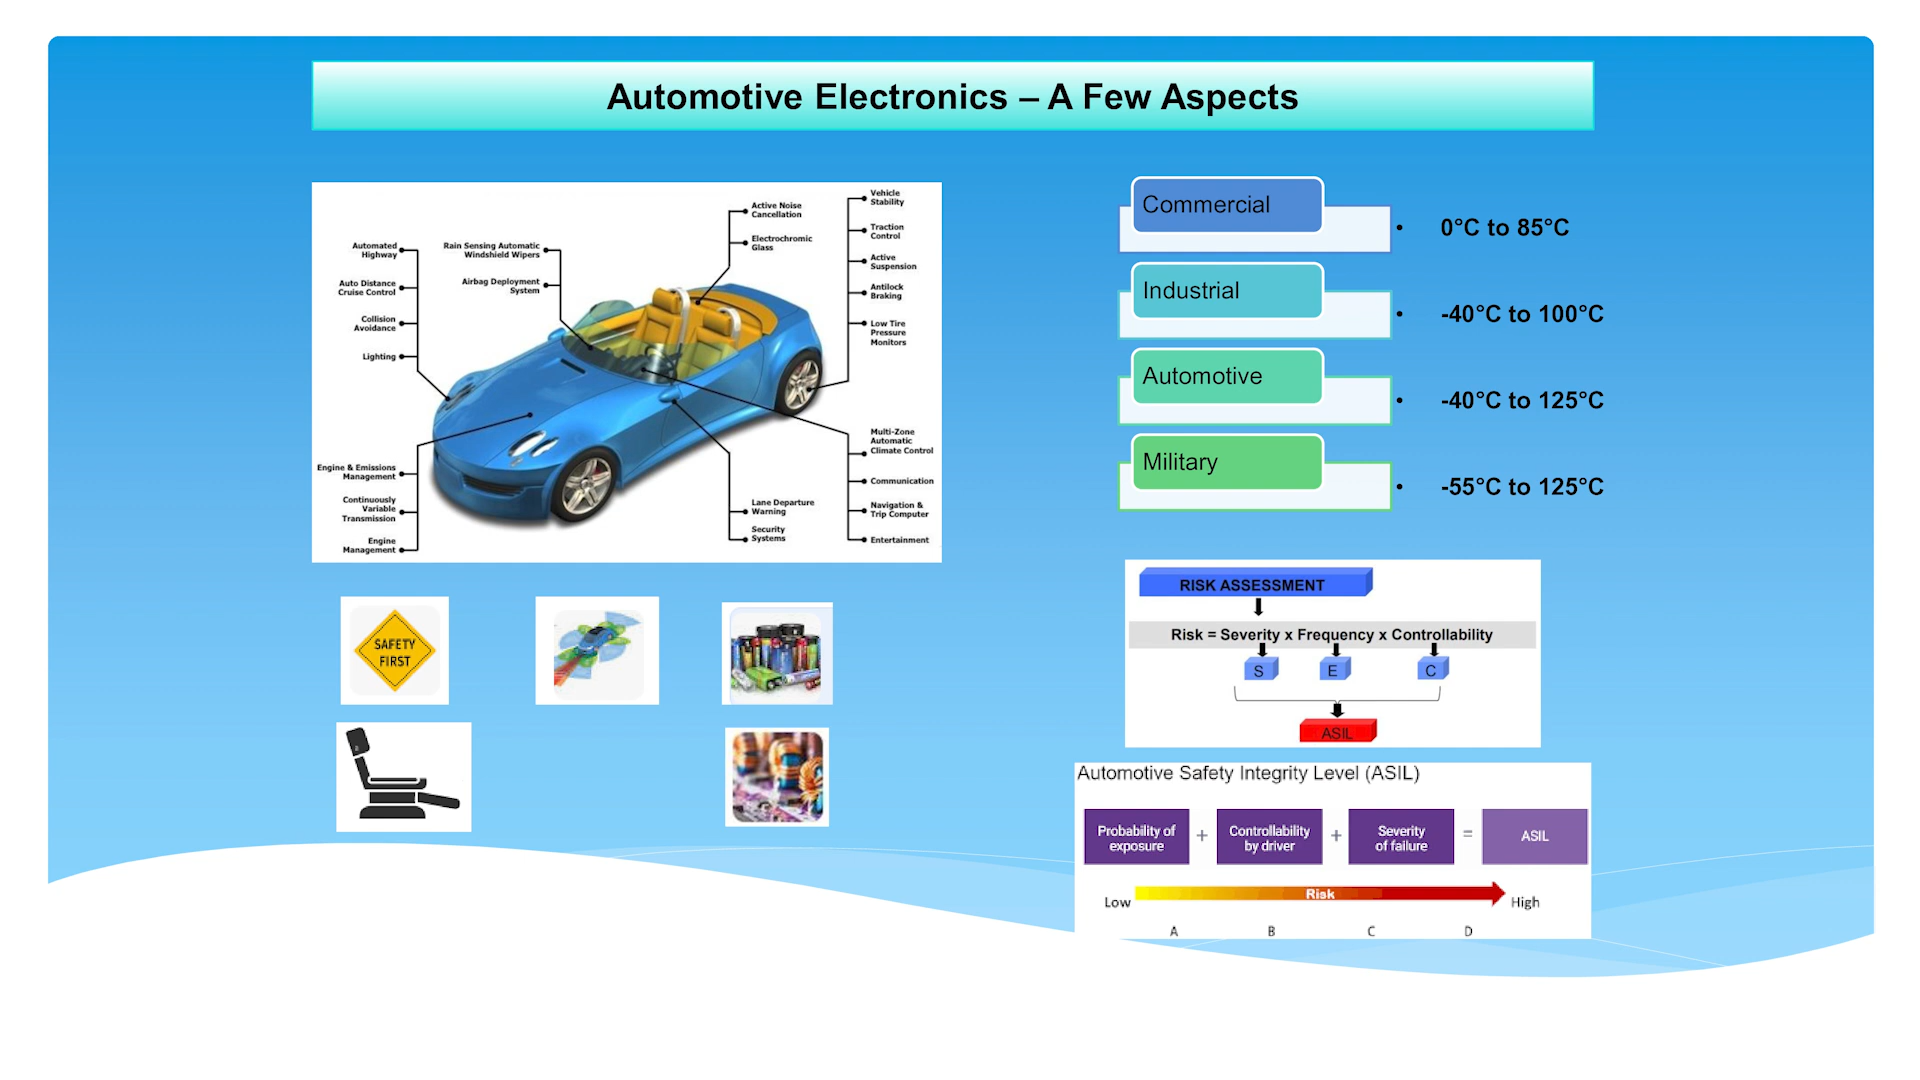 Automotive Electronics – A Few Aspects
Automated
Highway
Auto Distance
Cruise Control
Collision
Avoidance
Lighting
Rain Sensing Automatic
Windshield Wipers
Airbag Deployment
System
Active Noise
Cancellation
Electrochromic
Glass
Vehicle
Stability
Traction
Control
Active
Suspension
Antilock
Braking
Low Tire
Pressure
Monitors
Engine & Emissions
Management
Continuously
Variable
Transmission
Engine
Management
Lane Departure
Warning
Security
Systems
Multi-Zone
Automatic
Climate Control
Communication
Navigation &
Trip Computer
Entertainment
SAFETY
FIRST
Commercial
• 0°C to 85°C
Industrial
• -40°C to 100°C
Automotive
• -40°C to 125°C
Military
• -55°C to 125°C
RISK ASSESSMENT
Risk = Severity x Frequency x Controllability
S E C
ASIL
Automotive Safety Integrity Level (ASIL)
Probability of
exposure
+
Controllability
by driver
+
Severity
of failure
=
ASIL
Low Risk High
A B C D